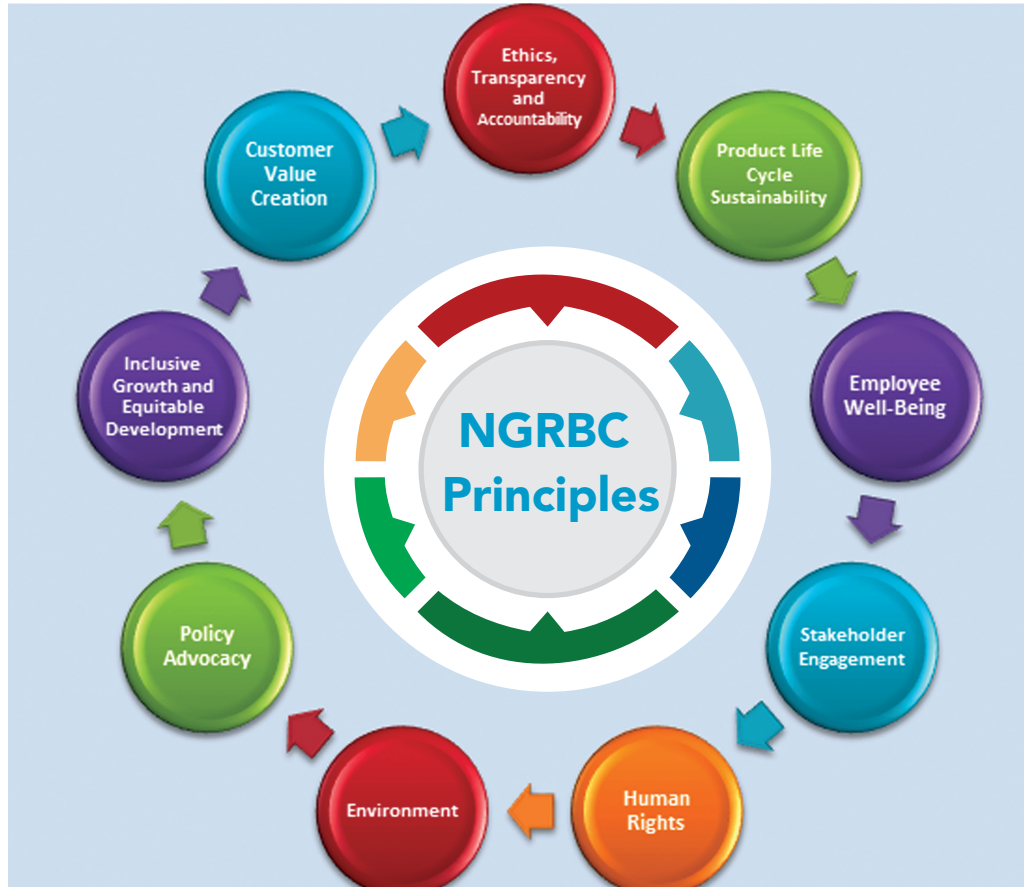 Ethics,
Transparency
and
Accountability
Product Life
Cycle
Sustainability
Employee
Well-Being
Stakeholder
Engagement
Human
Rights
Environment
Policy
Advocacy
Inclusive
Growth and
Equitable
Development
Customer
Value
Creation
NGRBC
Principles